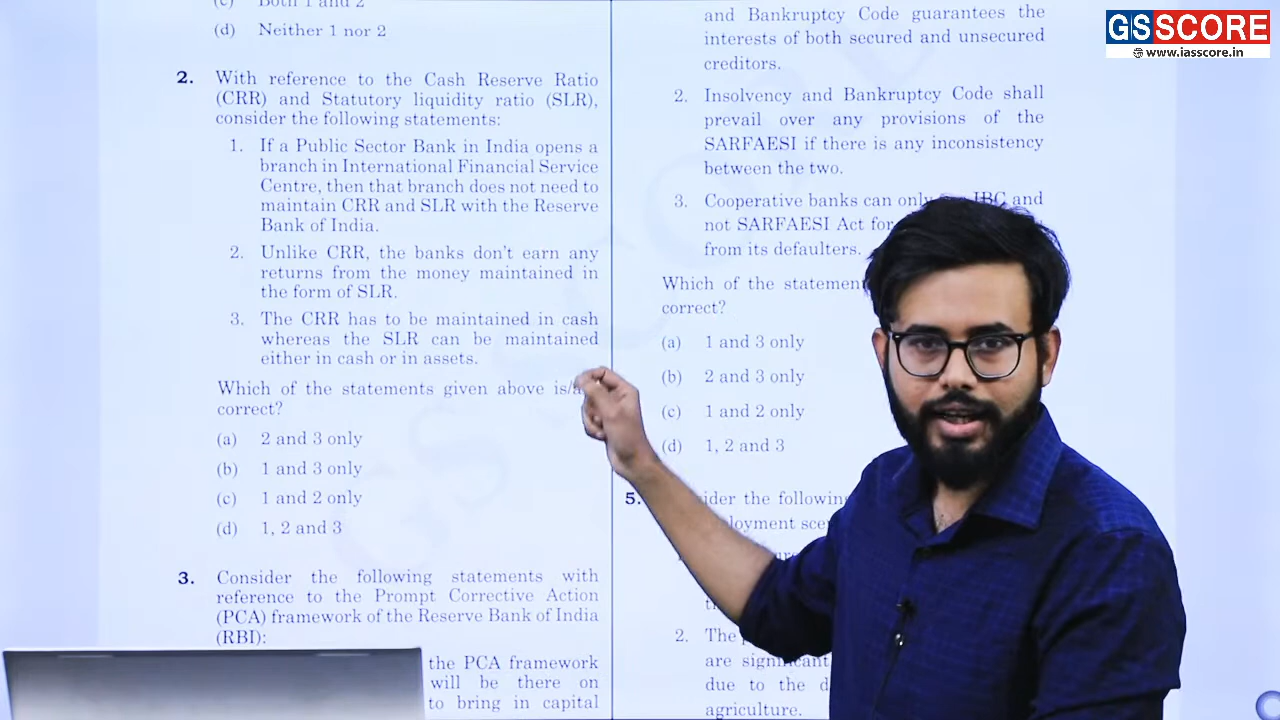 (c) Both 1 and 2
(d) Neither 1 nor 2
2. With reference to the Cash Reserve Ratio
(CRR) and Statutory liquidity ratio (SLR),
consider the following statements:
1. If a Public Sector Bank in India opens a
branch in International Financial Service
Centre, then that branch does not need to
maintain CRR and SLR with the Reserve
Bank of India.
2. Unlike CRR, the banks don't earn any
returns from the money maintained in
the form of SLR.
3. The CRR has to be maintained in cash
whereas the SLR can be maintained
either in cash or in assets.
Which of the statements given above is/
correct?
(a) 2 and 3 only
(b) 1 and 3 only
(c) 1 and 2 only
(d) 1, 2 and 3
3. Consider the following statements with
reference to the Prompt Corrective Action
(PCA) framework of the Reserve Bank of India
(RBI):
the PCA framework
will be there on
to bring in capital
and Bankruptcy Code guarantees the
interests of both secured and unsecured
creditors.
2. Insolvency and Bankruptcy Code shall
prevail over any provisions of the
SARFAESI if there is any inconsistency
between the two.
3. Cooperative banks can only IBC and
not SARFAESI Act for
from its defaulters.
Which of the statement
correct?
(a) 1 and 3 only
(b) 2 and 3 only
(c) 1 and 2 only
(d) 1, 2 and 3
5. the following
2. The
are significant
due to the
agriculture.
GSSCORE
www.iasscore.in